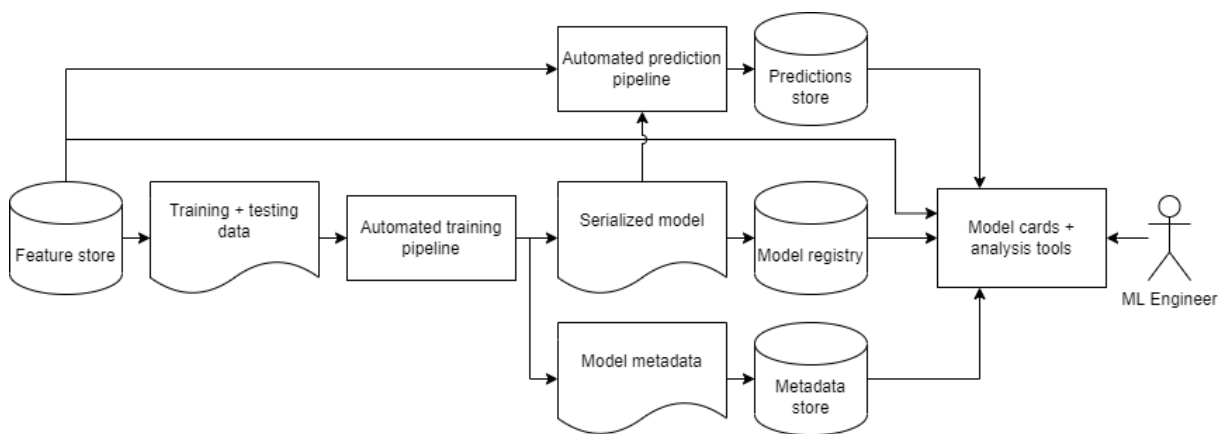 Automated prediction
pipeline
Predictions
store
Feature store
Training + testing
data
Automated training
pipeline
Serialized model
Model registry
Model cards +
analysis tools
ML Engineer
Model metadata
Metadata
store